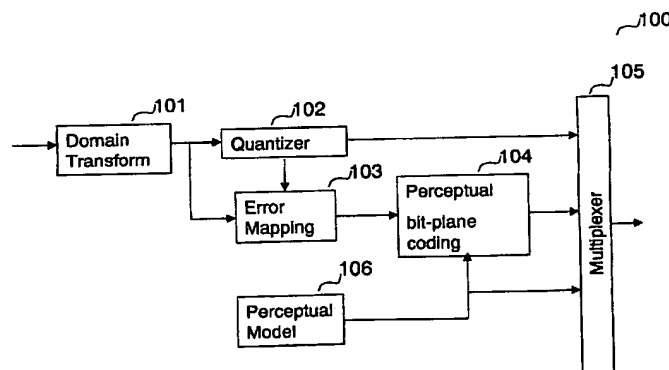 100
105
101
Domain
Transform
102
Quantizer
103
Error
Mapping
104
Perceptual
bit-plane
coding
Multiplexer
106
Perceptual
Model